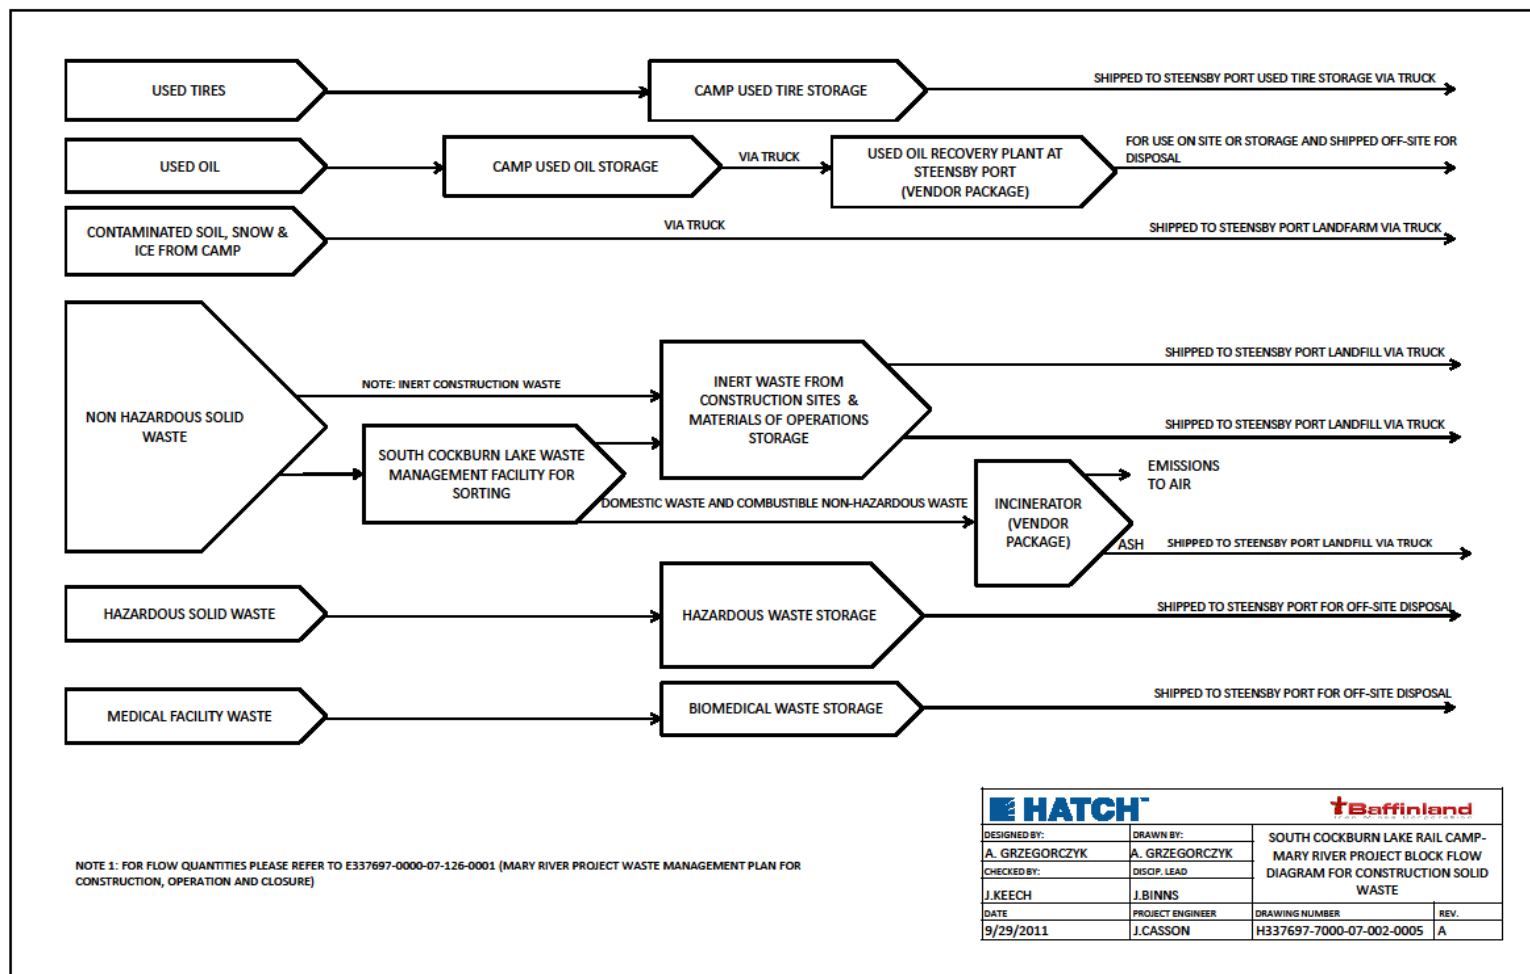 USED TIRES
CAMP USED TIRE STORAGE
SHIPPED TO STEENSBY PORT USED TIRE STORAGE VIA TRUCK
USED OIL
CAMP USED OIL STORAGE
VIA TRUCK
USED OIL RECOVERY PLANT AT
STEENSBY PORT
(VENDOR PACKAGE)
FOR USE ON SITE OR STORAGE AND SHIPPED OFF-SITE FOR
DISPOSAL
CONTAMINATED SOIL, SNOW &
ICE FROM CAMP
VIA TRUCK
SHIPPED TO STEENSBY PORT LANDFARM VIA TRUCK
NON HAZARDOUS SOLID
WASTE
NOTE: INERT CONSTRUCTION WASTE
SOUTH COCKBURN LAKE WASTE
MANAGEMENT FACILITY FOR
SORTING
INERT WASTE FROM
CONSTRUCTION SITES &
MATERIALS OF OPERATIONS
STORAGE
SHIPPED TO STEENSBY PORT LANDFILL VIA TRUCK
SHIPPED TO STEENSBY PORT LANDFILL VIA TRUCK
DOMESTIC WASTE AND COMBUSTIBLE NON-HAZARDOUS WASTE
INCINERATOR
(VENDOR
PACKAGE)
EMISSIONS
TO AIR
ASH
SHIPPED TO STEENSBY PORT LANDFILL VIA TRUCK
HAZARDOUS SOLID WASTE
HAZARDOUS WASTE STORAGE
SHIPPED TO STEENSBY PORT FOR OFF-SITE DISPOSAL
MEDICAL FACILITY WASTE
BIOMEDICAL WASTE STORAGE
SHIPPED TO STEENSBY PORT FOR OFF-SITE DISPOSAL
NOTE 1: FOR FLOW QUANTITIES PLEASE REFER TO E337697-0000-07-126-0001 (MARY RIVER PROJECT WASTE MANAGEMENT PLAN FOR
CONSTRUCTION, OPERATION AND CLOSURE)
HATCH™
Baffinland
Iron Mines Corporation
DESIGNED BY:
DRAWN BY:
A. GRZEGORCZYK
A. GRZEGORCZYK
CHECKED BY:
DISCIP. LEAD
J.KEECH
J.BINNS
SOUTH COCKBURN LAKE RAIL CAMP-
MARY RIVER PROJECT BLOCK FLOW
DIAGRAM FOR CONSTRUCTION SOLID
WASTE
DATE
PROJECT ENGINEER
DRAWING NUMBER
REV.
9/29/2011
J.CASSON
H337697-7000-07-002-0005
A